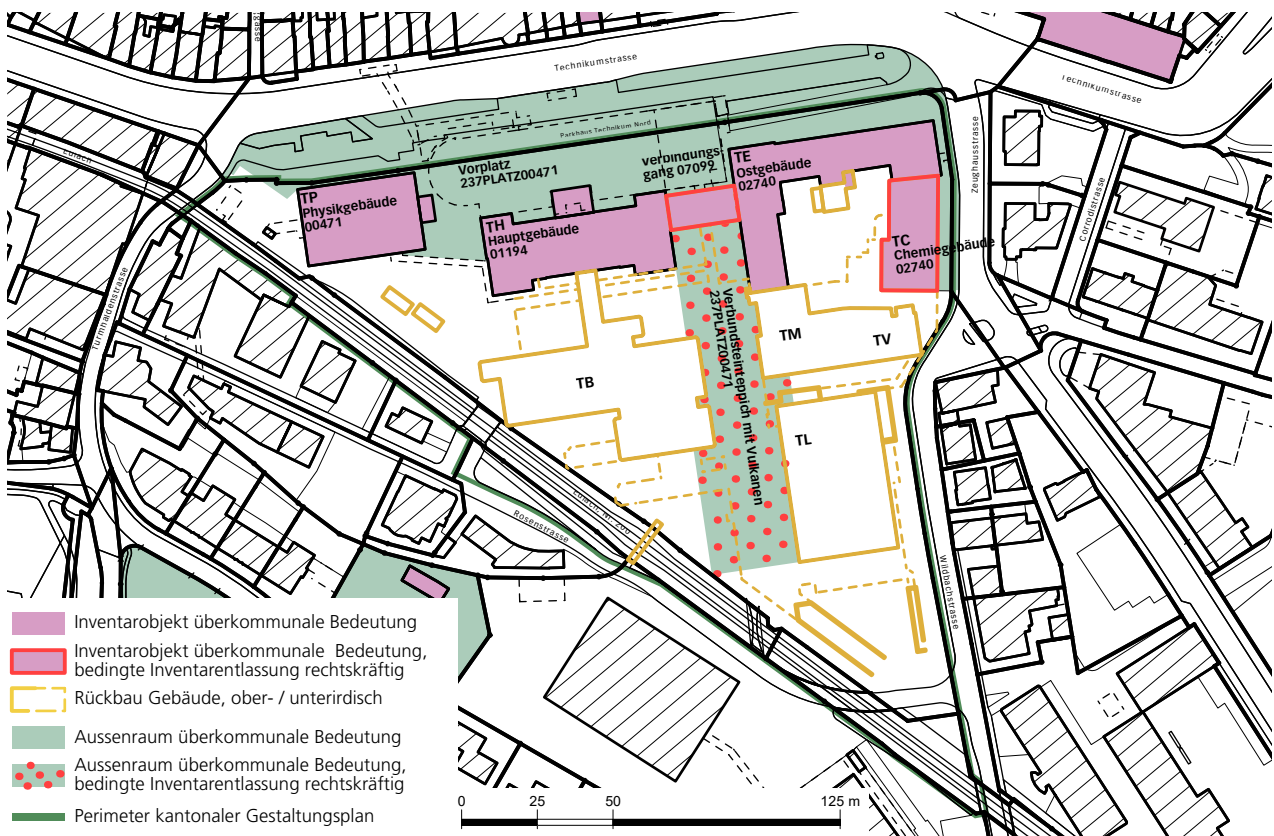 Technikumstrasse
Technikumstrasse
Parkhaus Technikum Nord
Zeughausstrasse
Corrodistrasse
Eulach
Turmhaldenstrasse
Vorplatz
237PLATZ00471
Verbindungs-
gang 07099
TE
Ostgebäude
02740
TP
Physikgebäude
00471
TH
Hauptgebäude
01194
TC
Chemiegebäude
02740
Verbundsteinteppich mit Vulkanen
237PLATZ00471
TM
TV
TB
TL
Rosenstrasse
Wildbachstrasse
Inventarobjekt überkommunale Bedeutung
Inventarobjekt überkommunale Bedeutung,
bedingte Inventarentlassung rechtskräftig
Rückbau Gebäude, ober- / unterirdisch
Aussenraum überkommunale Bedeutung
Aussenraum überkommunale Bedeutung,
bedingte Inventarentlassung rechtskräftig
Perimeter kantonaler Gestaltungsplan
0 25 50 125 m